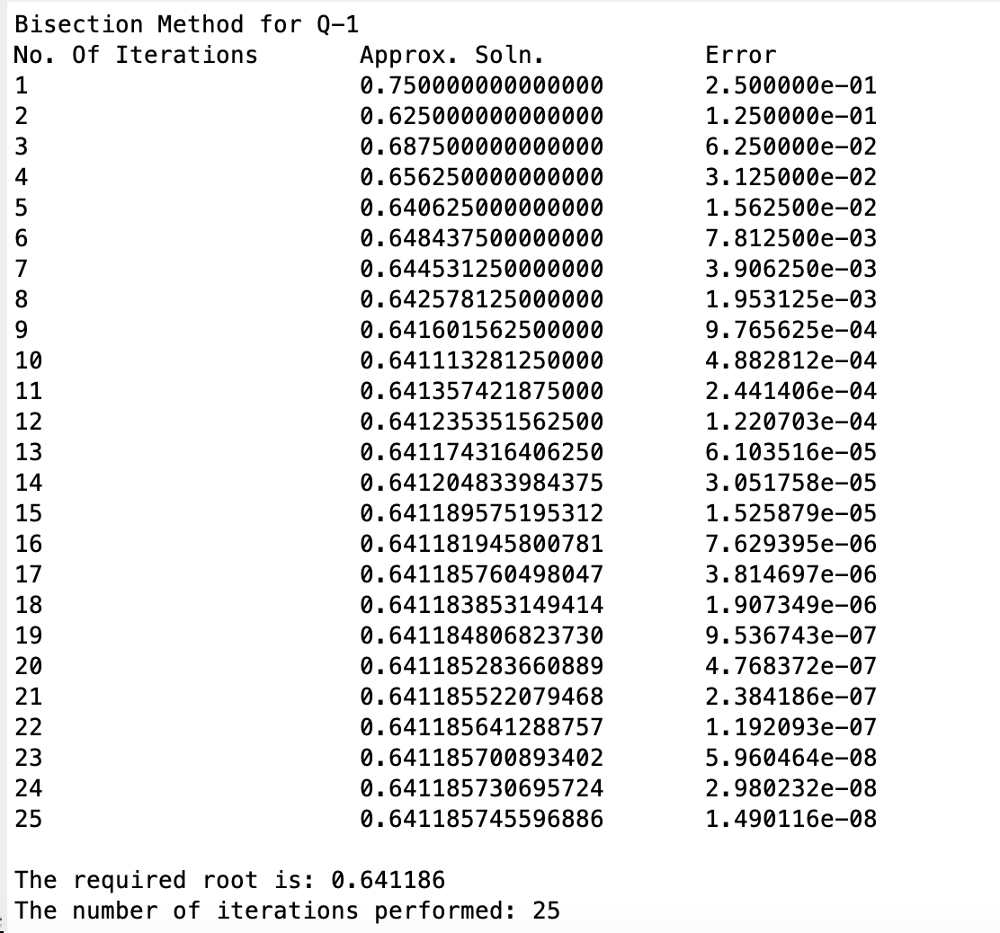 Bisection Method for Q-1
No. Of Iterations Approx. Soln. Error
1 0.750000000000000 2.500000e-01
2 0.625000000000000 1.250000e-01
3 0.687500000000000 6.250000e-02
4 0.656250000000000 3.125000e-02
5 0.640625000000000 1.562500e-02
6 0.648437500000000 7.812500e-03
7 0.644531250000000 3.906250e-03
8 0.642578125000000 1.953125e-03
9 0.641601562500000 9.765625e-04
10 0.641113281250000 4.882812e-04
11 0.641357421875000 2.441406e-04
12 0.641235351562500 1.220703e-04
13 0.641174316406250 6.103516e-05
14 0.641204833984375 3.051758e-05
15 0.641189575195312 1.525879e-05
16 0.641181945800781 7.629395e-06
17 0.641185760498047 3.814697e-06
18 0.641183853149414 1.907349e-06
19 0.641184806823730 9.536743e-07
20 0.641185283660889 4.768372e-07
21 0.641185522079468 2.384186e-07
22 0.641185641288757 1.192093e-07
23 0.641185700893402 5.960464e-08
24 0.641185730695724 2.980232e-08
25 0.641185745596886 1.490116e-08
The required root is: 0.641186
The number of iterations performed: 25